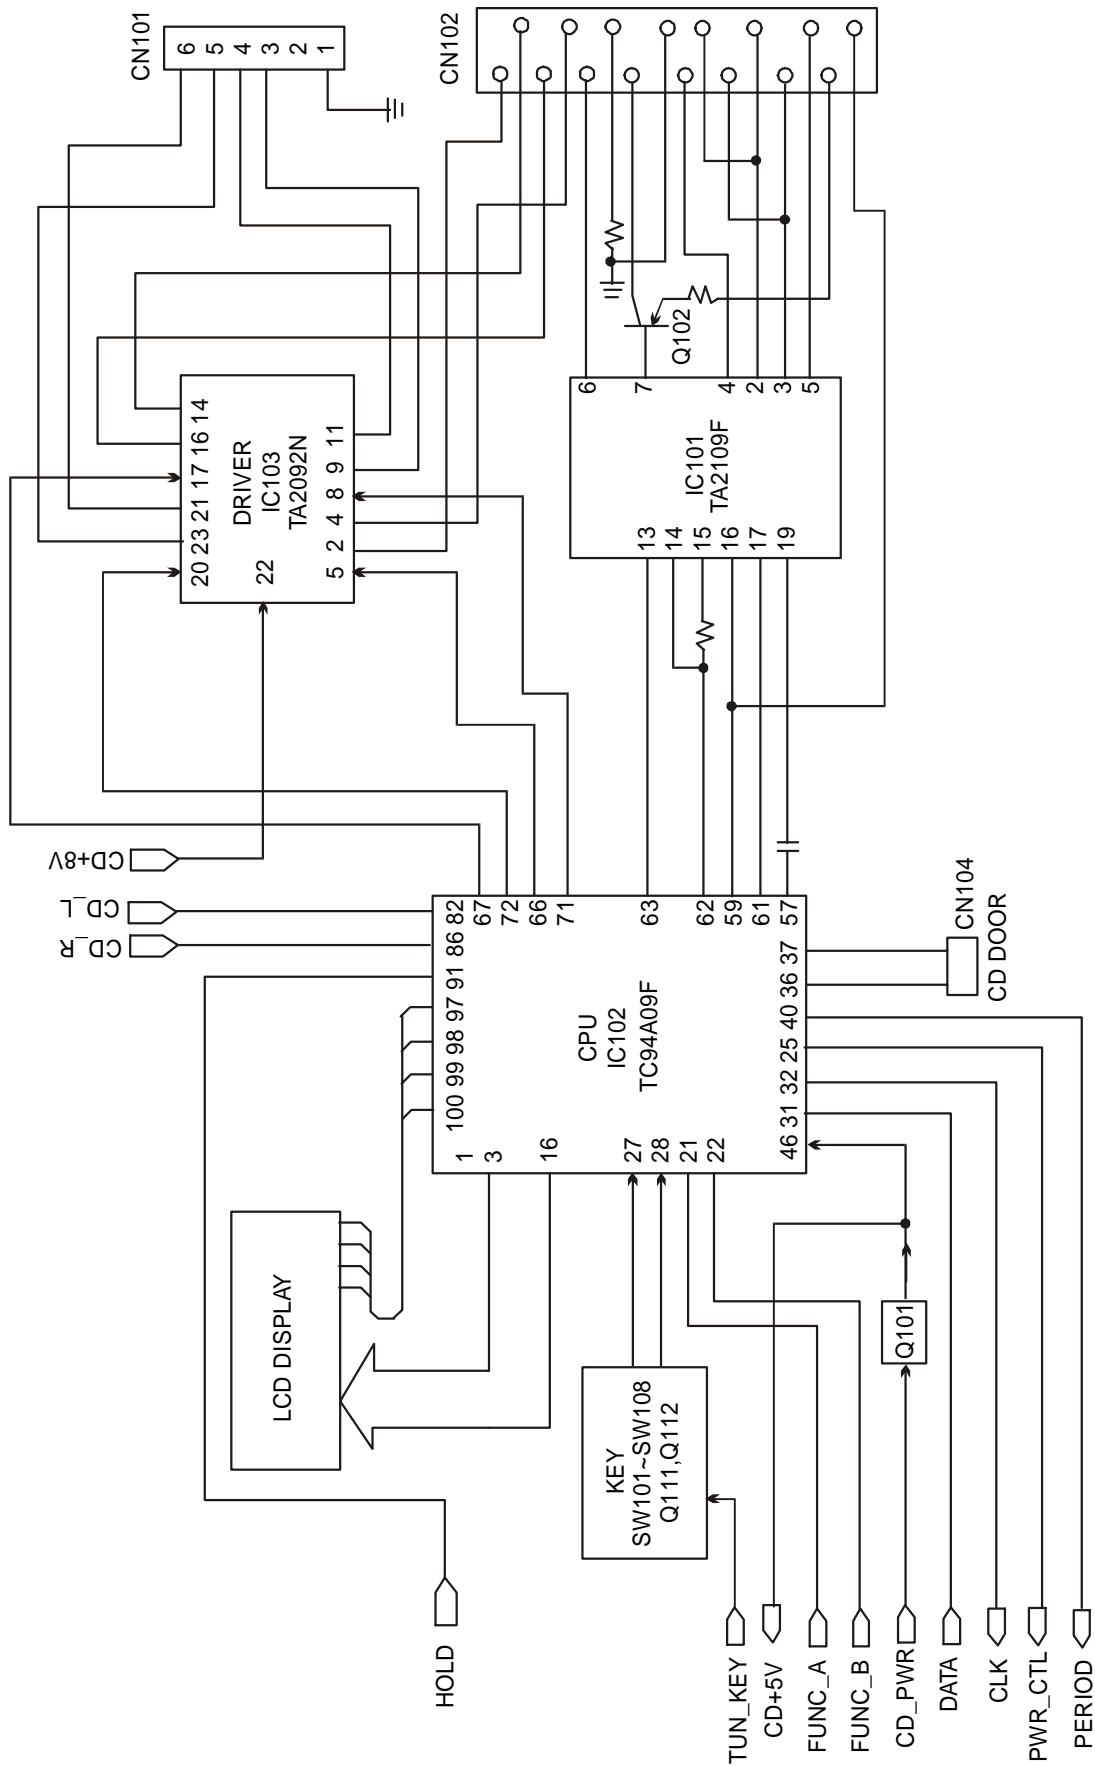 CN101
6 5 4 3 2 1
CN102
DRIVER
IC103
TA2092N
20 23 21 17 16 14
22
5 2 4 8 9 11
Q102
6 7 4 2 3 5
IC101
TA2109F
13 14 15 16 17 19
CD+8V
CD_L
CD_R
82 67 72 66 71 63 62 59 61 57
86
91
97
98
99
100
CPU
IC102
TC94A09F
1 3 16 27 28 21 22
46 31 32 25 40 36 37
CN104
CD DOOR
LCD DISPLAY
KEY
SW101~SW108
Q111,Q112
Q101
HOLD
TUN_KEY
CD+5V
FUNC_A
FUNC_B
CD_PWR
DATA
CLK
PWR_CTL
PERIOD